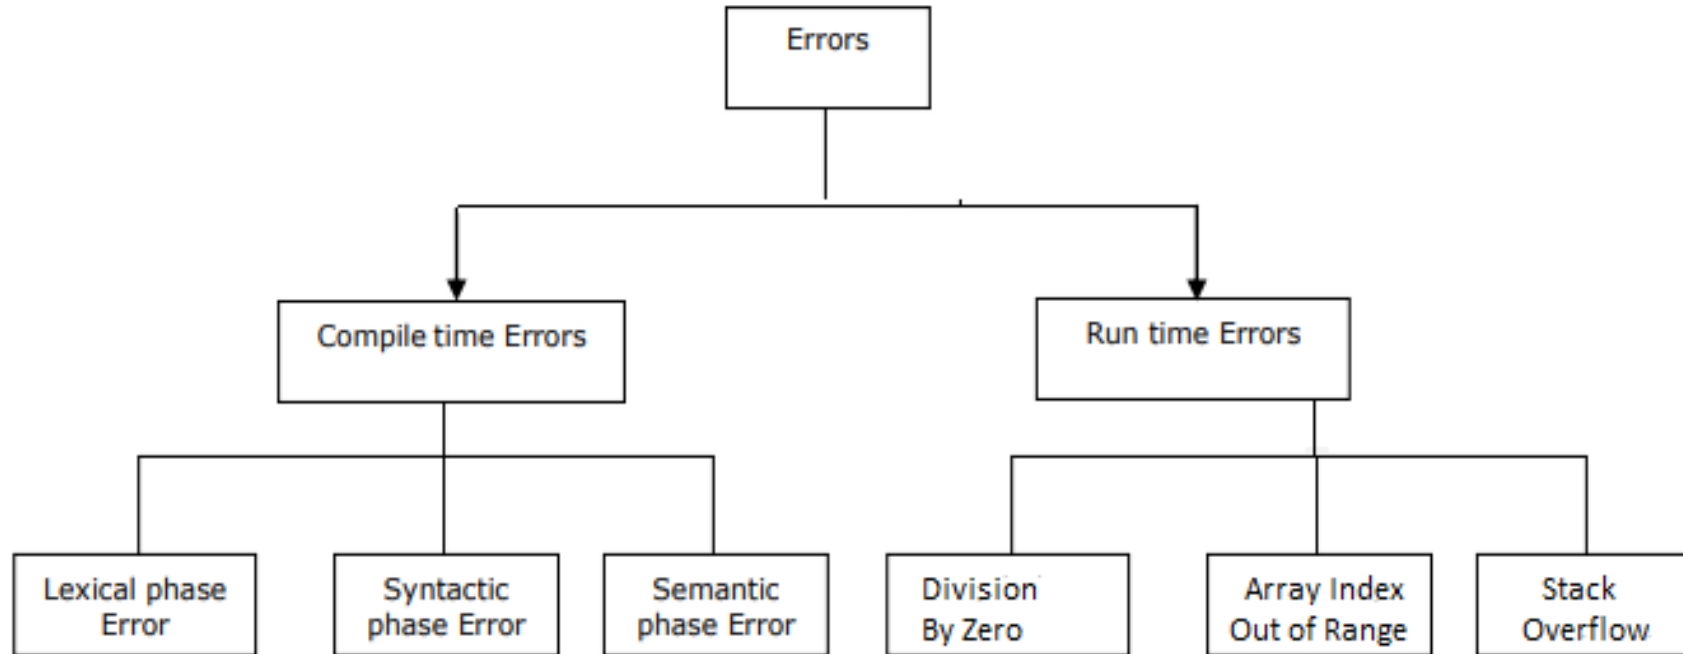 Errors
Compile time Errors
Run time Errors
Lexical phase
Error
Syntactic
phase Error
Semantic
phase Error
Division
By Zero
Array Index
Out of Range
Stack
Overflow